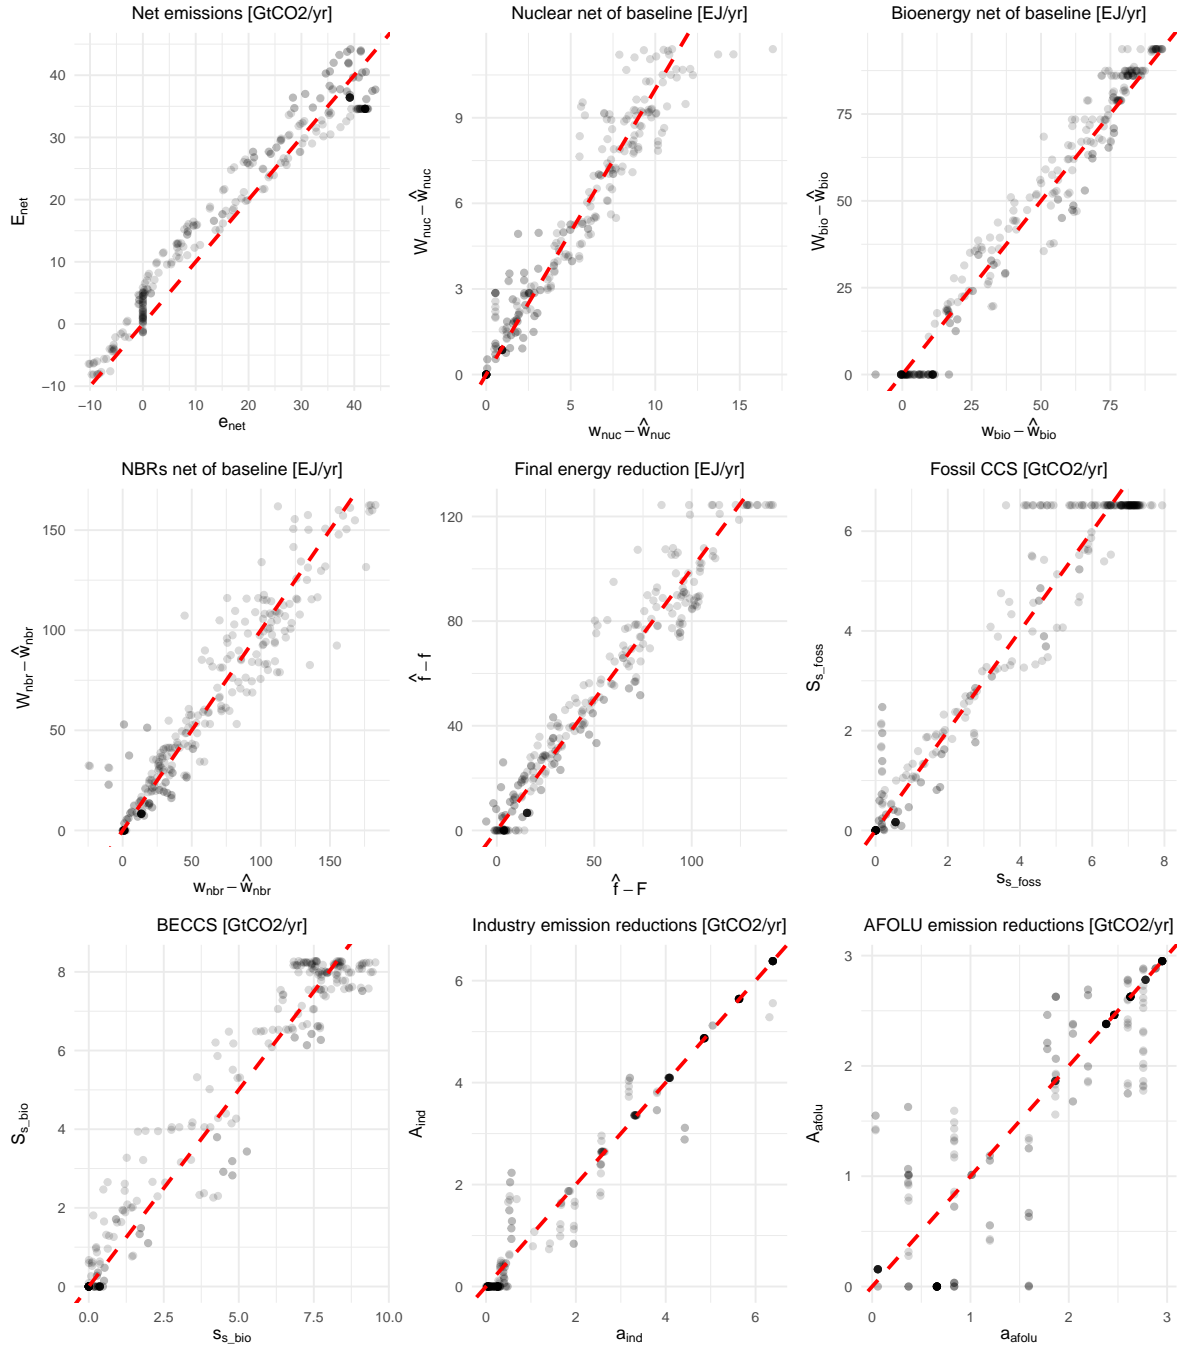 Net emissions [GtCO2/yr]
40
30
20
10
0
−10
−10 0 10 20 30 40
E_net
e_net
Nuclear net of baseline [EJ/yr]
9
6
3
0
0 5 10 15
W_nuc − ŵ_nuc
w_nuc − ŵ_nuc
Bioenergy net of baseline [EJ/yr]
75
50
25
0
0 25 50 75
W_bio − ŵ_bio
w_bio − ŵ_bio
NBRs net of baseline [EJ/yr]
150
100
50
0
0 50 100 150
W_nbr − ŵ_nbr
w_nbr − ŵ_nbr
Final energy reduction [EJ/yr]
120
80
40
0
0 50 100
f̂ − f
f̂ − F
Fossil CCS [GtCO2/yr]
6
4
2
0
0 2 4 6 8
S_s_foss
s_s_foss
BECCS [GtCO2/yr]
8
6
4
2
0
0.0 2.5 5.0 7.5 10.0
S_s_bio
s_s_bio
Industry emission reductions [GtCO2/yr]
6
4
2
0
0 2 4 6
A_ind
a_ind
AFOLU emission reductions [GtCO2/yr]
3
2
1
0
0 1 2 3
A_afolu
a_afolu